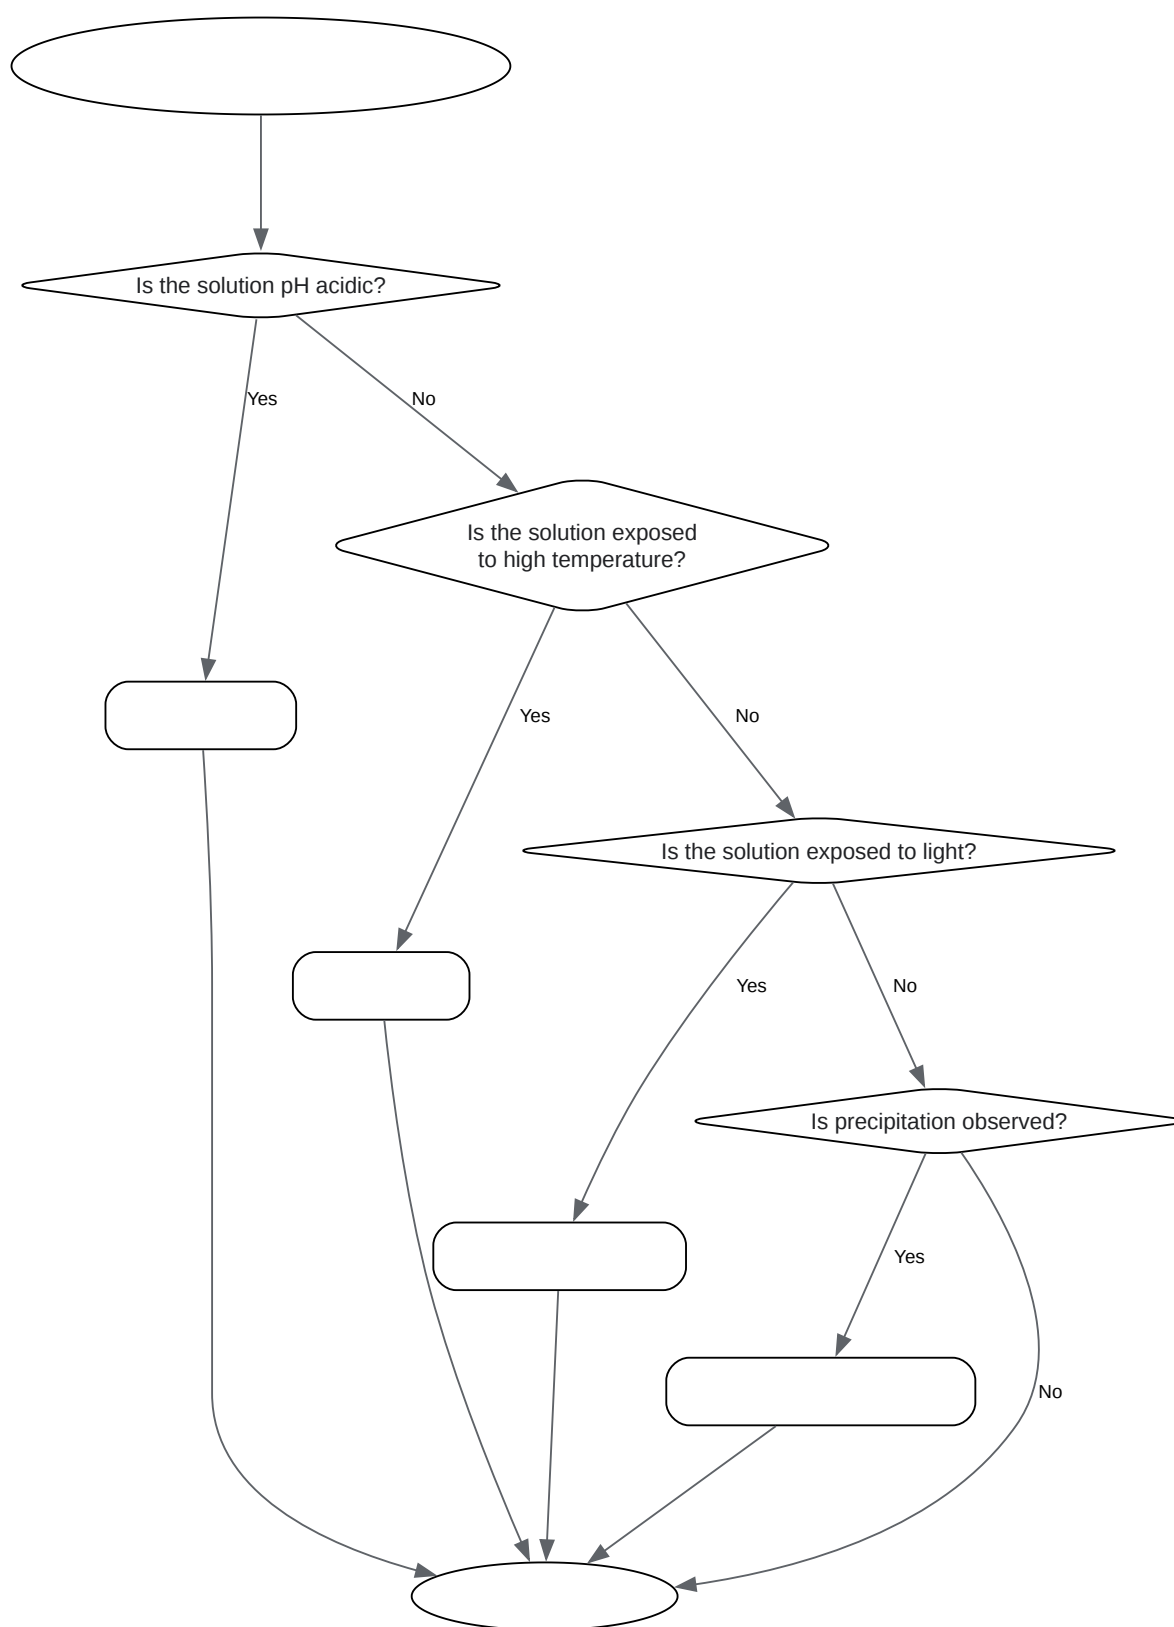 Is the solution pH acidic?
Yes
No
Is the solution exposed
to high temperature?
Yes
No
Is the solution exposed to light?
Yes
No
Is precipitation observed?
Yes
No